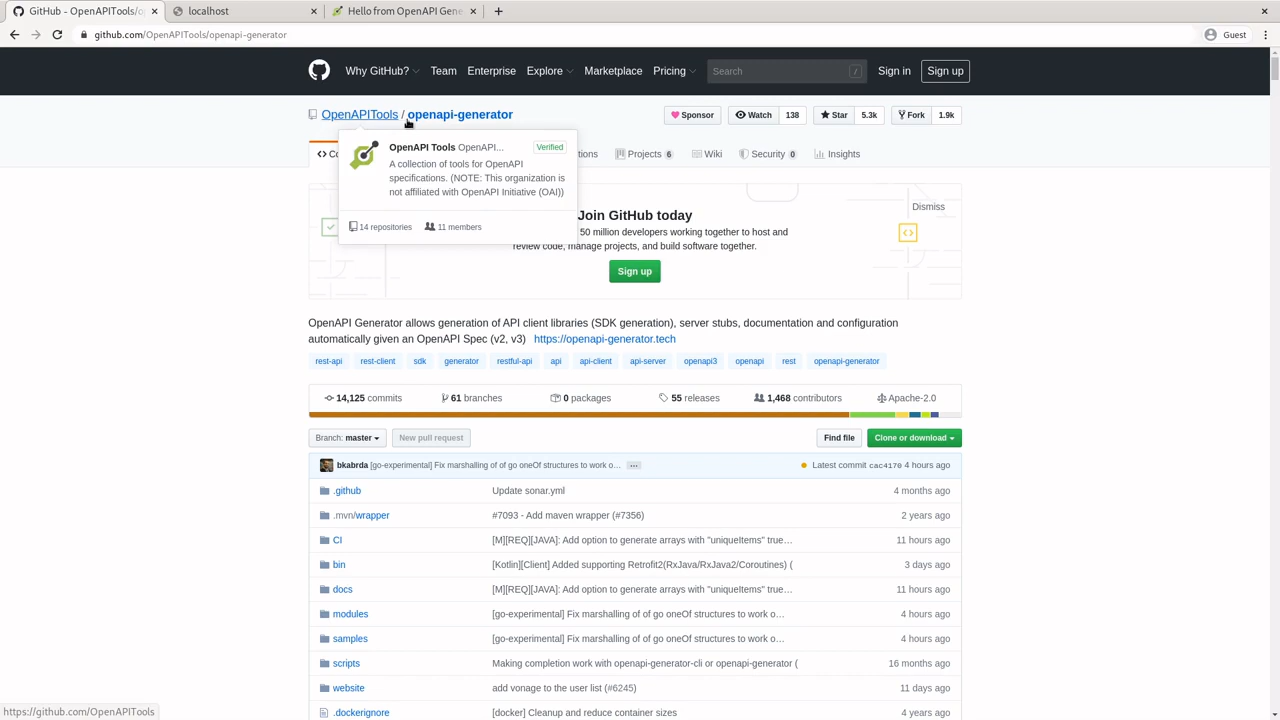 GitHub - OpenAPITools/o
localhost
Hello from OpenAPI Gene
github.com/OpenAPITools/openapi-generator
Guest
Why GitHub?
Team
Enterprise
Explore
Marketplace
Pricing
Search
/
Sign in
Sign up
OpenAPITools / openapi-generator
Sponsor
Watch 138
Star 5.3k
Fork 1.9k
Projects 6
Wiki
Security 0
Insights
OpenAPI Tools OpenAPI...
Verified
A collection of tools for OpenAPI
specifications. (NOTE: This organization is
not affiliated with OpenAPI Initiative (OAI))
14 repositories
11 members
Join GitHub today
50 million developers working together to host and
review code, manage projects, and build software together.
Sign up
Dismiss
OpenAPI Generator allows generation of API client libraries (SDK generation), server stubs, documentation and configuration
automatically given an OpenAPI Spec (v2, v3) https://openapi-generator.tech
rest-api rest-client sdk generator restful-api api api-client api-server openapi3 openapi rest openapi-generator
14,125 commits
61 branches
0 packages
55 releases
1,468 contributors
Apache-2.0
Branch: master
New pull request
Find file
Clone or download
bkabrda [go-experimental] Fix marshalling of of go oneOf structures to work o…
Latest commit cac4170 4 hours ago
.github Update sonar.yml 4 months ago
.mvn/wrapper #7093 - Add maven wrapper (#7356) 2 years ago
CI [M][REQ][JAVA]: Add option to generate arrays with "uniqueItems" true… 11 hours ago
bin [Kotlin][Client] Added supporting Retrofit2(RxJava/RxJava2/Coroutines) ( 3 days ago
docs [M][REQ][JAVA]: Add option to generate arrays with "uniqueItems" true… 11 hours ago
modules [go-experimental] Fix marshalling of of go oneOf structures to work o… 4 hours ago
samples [go-experimental] Fix marshalling of of go oneOf structures to work o… 4 hours ago
scripts Making completion work with openapi-generator-cli or openapi-generator ( 16 months ago
website add vonage to the user list (#6245) 11 days ago
.dockerignore [docker] Cleanup and reduce container sizes 4 years ago
https://github.com/OpenAPITools